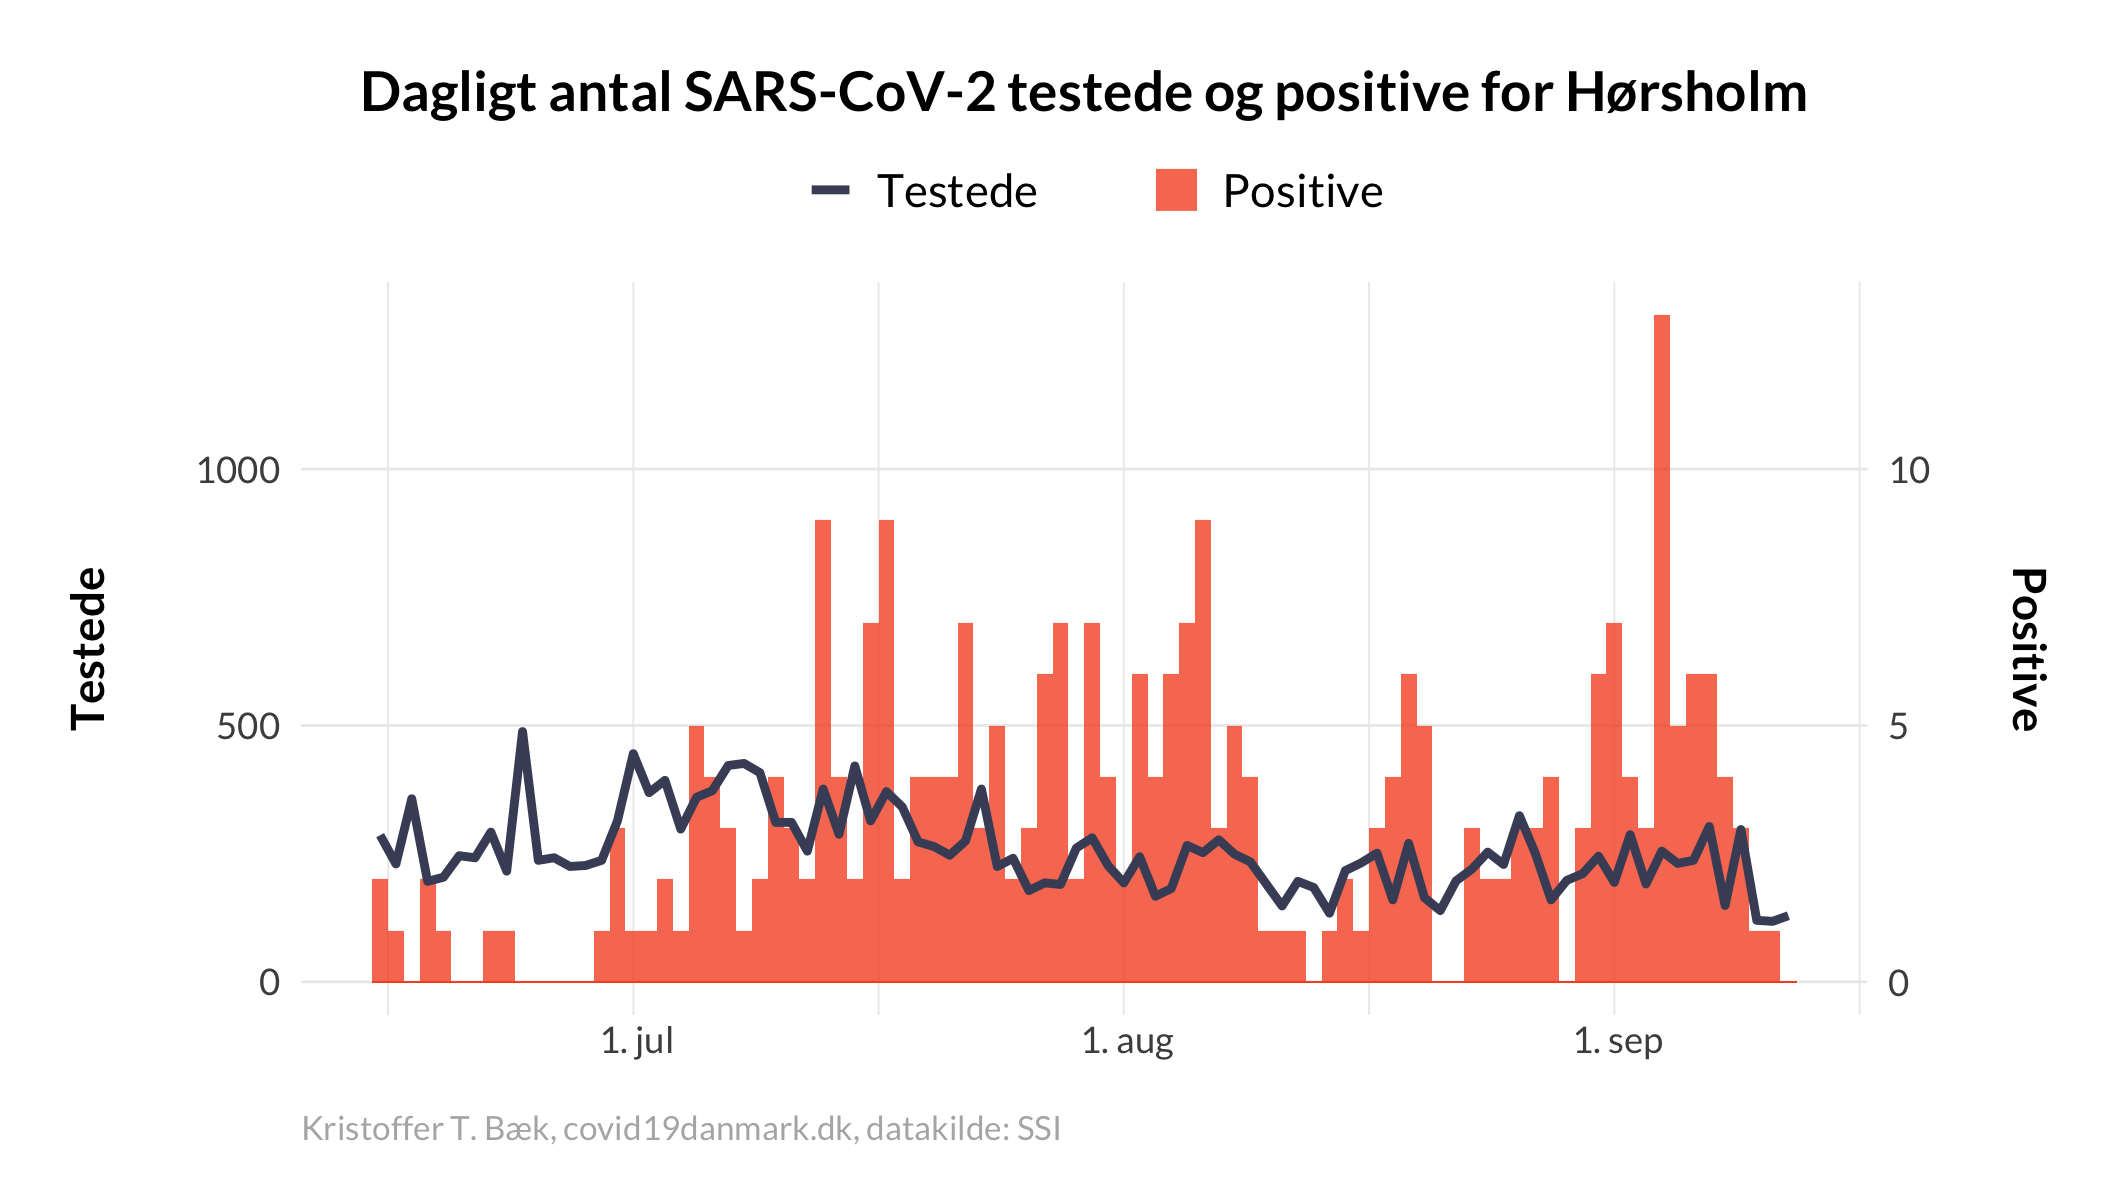 Dagligt antal SARS-CoV-2 testede og positive for Hørsholm
Testede
Positive
1000
500
0
Testede
10
5
0
Positive
1. jul
1. aug
1. sep
Kristoffer T. Bæk, covid19danmark.dk, datakilde: SSI